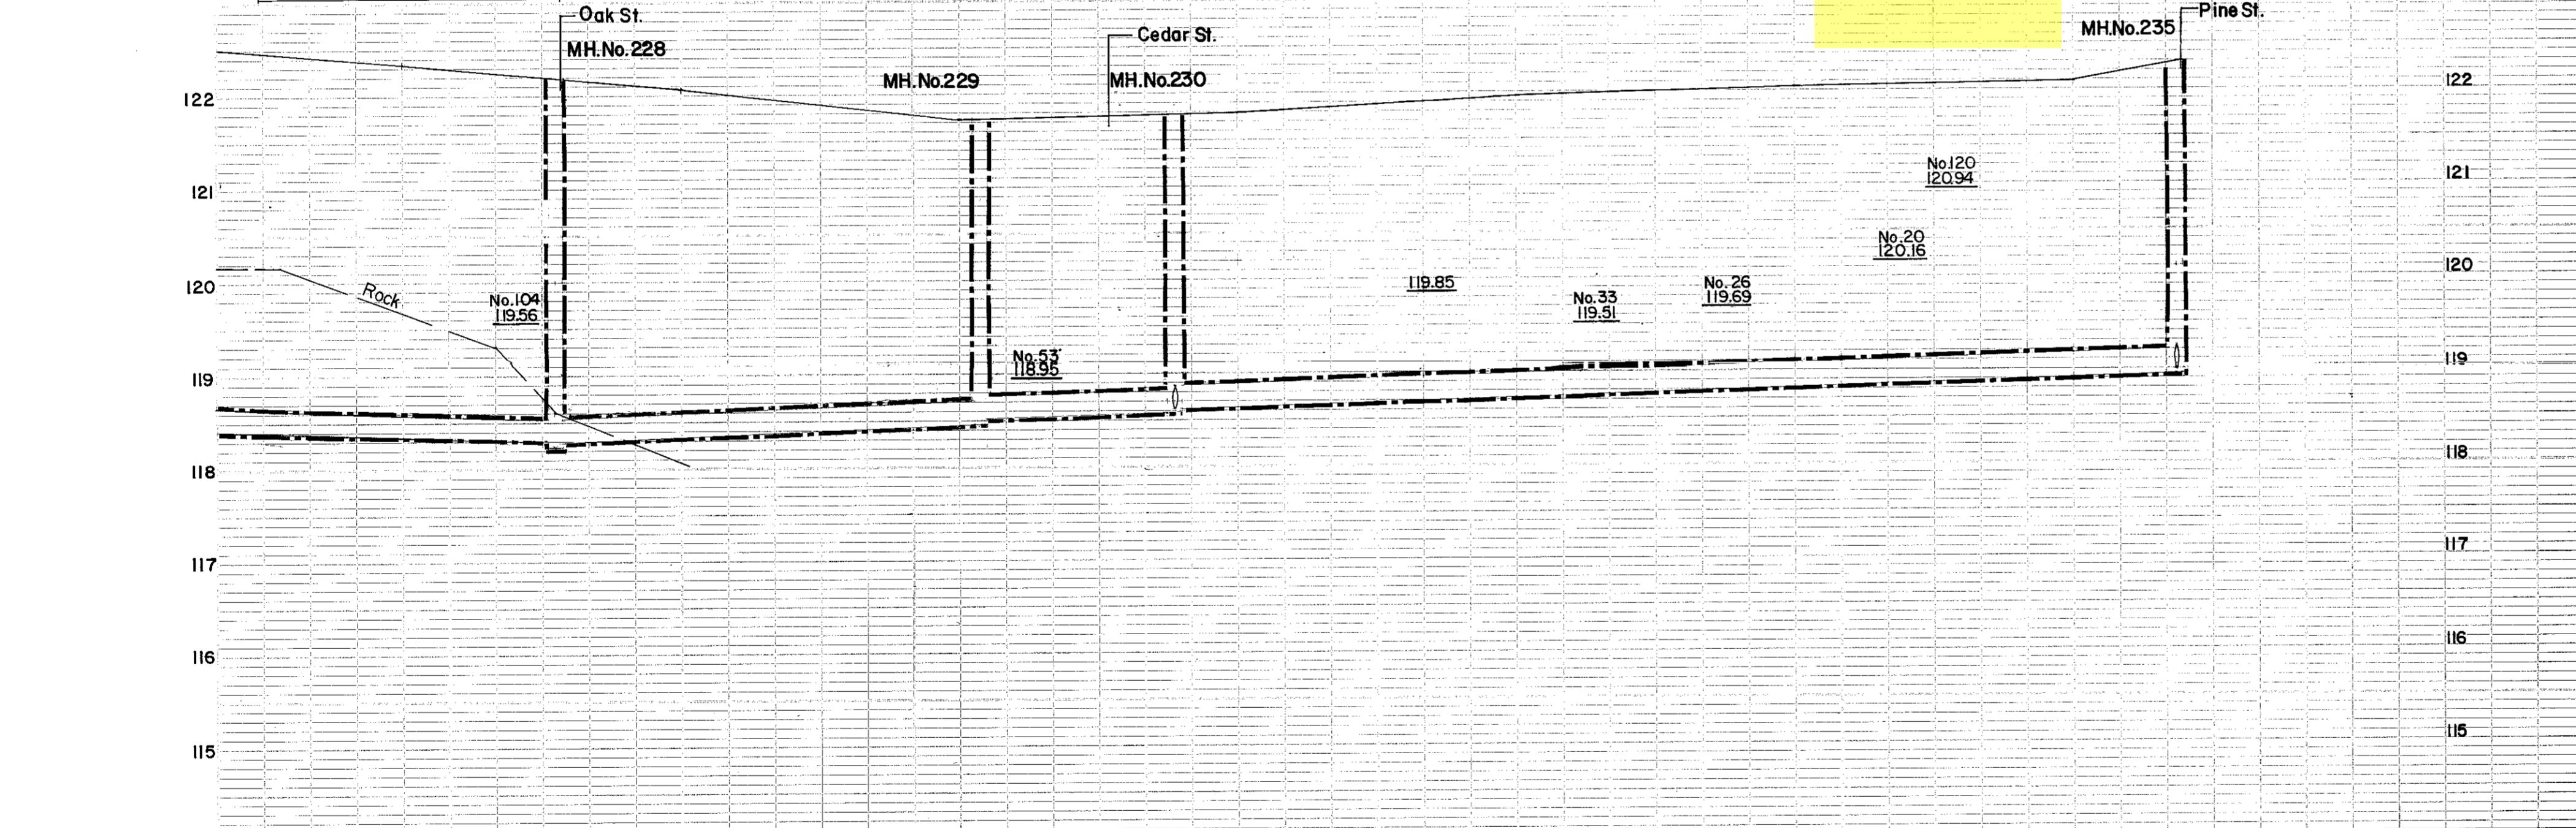 Oak St.
MH.No.228
MH.No.229
Cedar St.
MH.No.230
Pine St.
MH.No.235
122
121
120
119
118
117
116
115
Rock
No.104
119.56
No.53
118.95
119.85
No.33
119.51
No.26
119.69
No.20
120.16
No.120
120.94
122
121
120
119
118
117
116
115